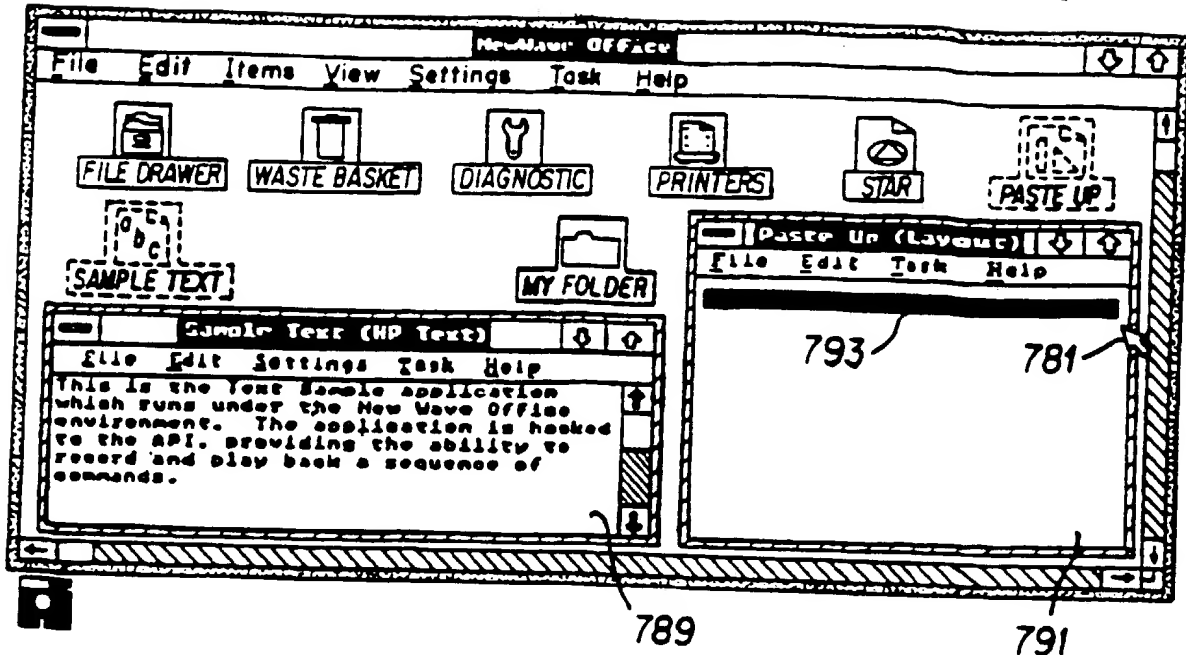 NewWave Office
File Edit Items View Settings Task Help
FILE DRAWER WASTE BASKET DIAGNOSTIC PRINTERS STAR PASTE UP
SAMPLE TEXT MY FOLDER
Paste Up (Layout)
File Edit Task Help
793 781
Sample Text (HP Text)
File Edit Settings Task Help
This is the Text Sample application
which runs under the New Wave Office
environment. The application is hooked
to the API, providing the ability to
record and play back a sequence of
commands.
789 791